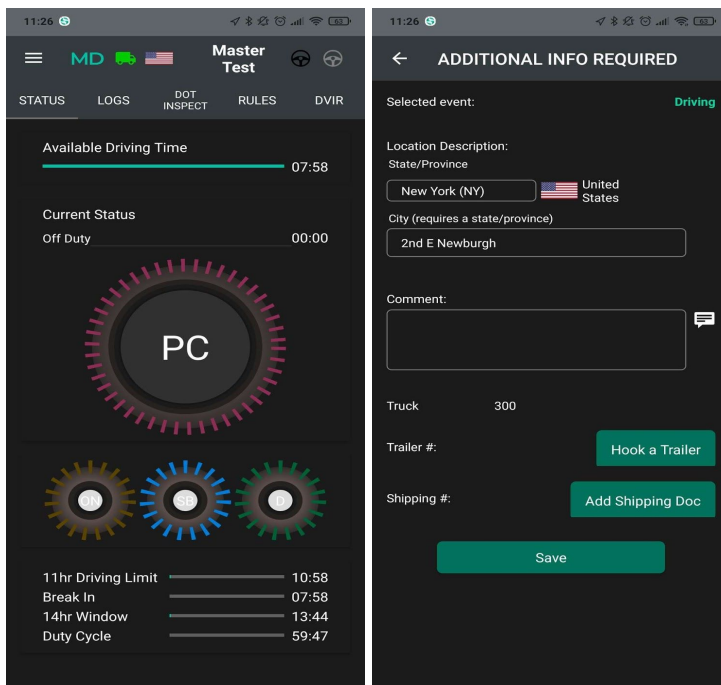 11:26
63
MD
Master
Test
STATUS
LOGS
DOT
INSPECT
RULES
DVIR
Available Driving Time
07:58
Current Status
Off Duty
00:00
PC
ON
SB
D
11hr Driving Limit
10:58
Break In
07:58
14hr Window
13:44
Duty Cycle
59:47
11:26
63
ADDITIONAL INFO REQUIRED
Selected event:
Driving
Location Description:
State/Province
New York (NY)
United
States
City (requires a state/province)
2nd E Newburgh
Comment:
Truck
300
Trailer #:
Hook a Trailer
Shipping #:
Add Shipping Doc
Save